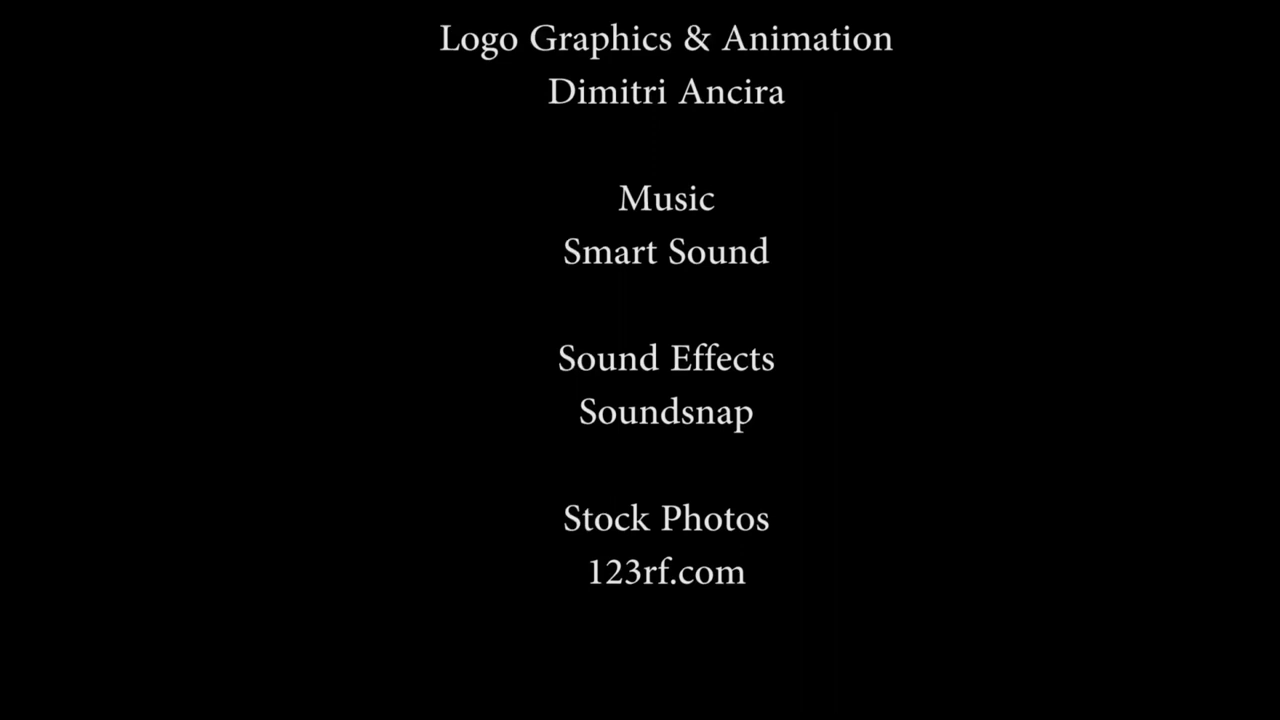 Logo Graphics & Animation
Dimitri Ancira
Music
Smart Sound
Sound Effects
Soundsnap
Stock Photos
123rf.com